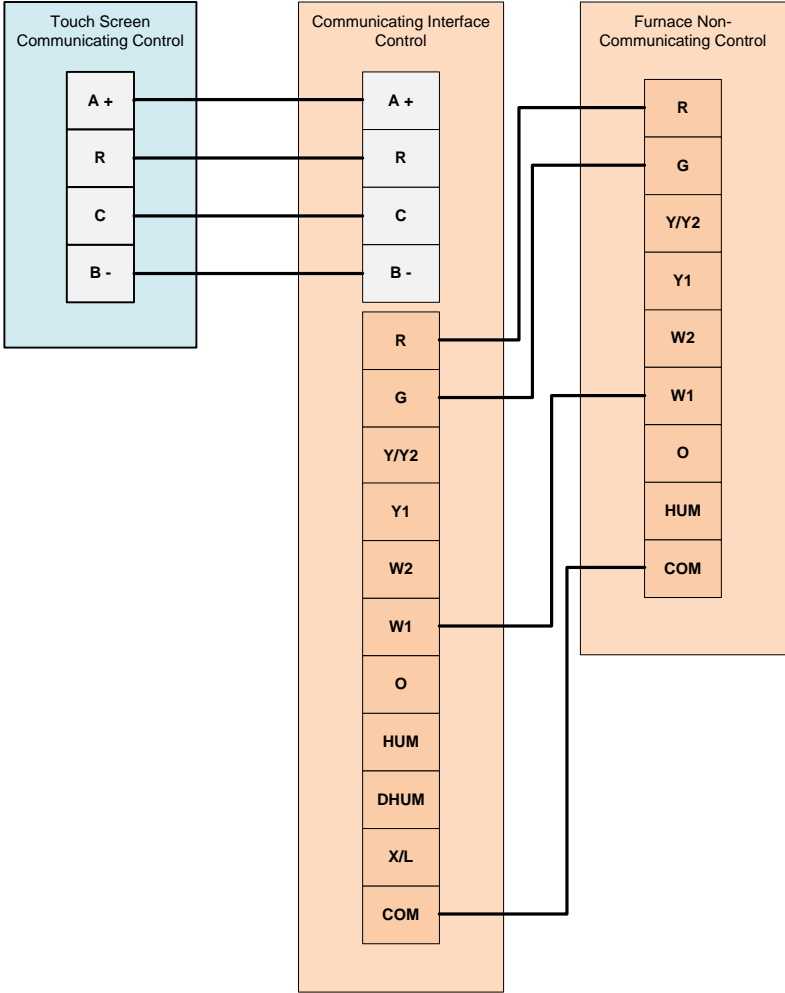 Touch Screen
Communicating Control
A +
R
C
B -
Communicating Interface
Control
A +
R
C
B -
R
G
Y/Y2
Y1
W2
W1
O
HUM
DHUM
X/L
COM
Furnace Non-
Communicating Control
R
G
Y/Y2
Y1
W2
W1
O
HUM
COM